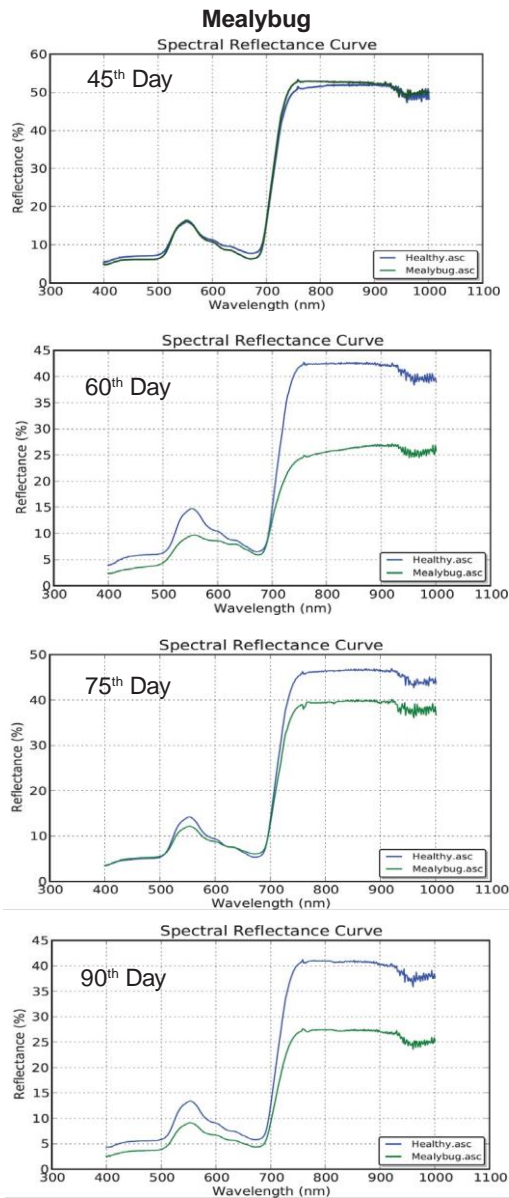 Mealybug
Spectral Reflectance Curve
45th Day
Reflectance (%)
60
50
40
30
20
10
0
300 400 500 600 700 800 900 1000 1100
Wavelength (nm)
Healthy.asc
Mealybug.asc
Spectral Reflectance Curve
60th Day
Reflectance (%)
45
40
35
30
25
20
15
10
5
0
300 400 500 600 700 800 900 1000 1100
Wavelength (nm)
Healthy.asc
Mealybug.asc
Spectral Reflectance Curve
75th Day
Reflectance (%)
50
40
30
20
10
0
300 400 500 600 700 800 900 1000 1100
Wavelength (nm)
Healthy.asc
Mealybug.asc
Spectral Reflectance Curve
90th Day
Reflectance (%)
45
40
35
30
25
20
15
10
5
0
300 400 500 600 700 800 900 1000 1100
Wavelength (nm)
Healthy.asc
Mealybug.asc